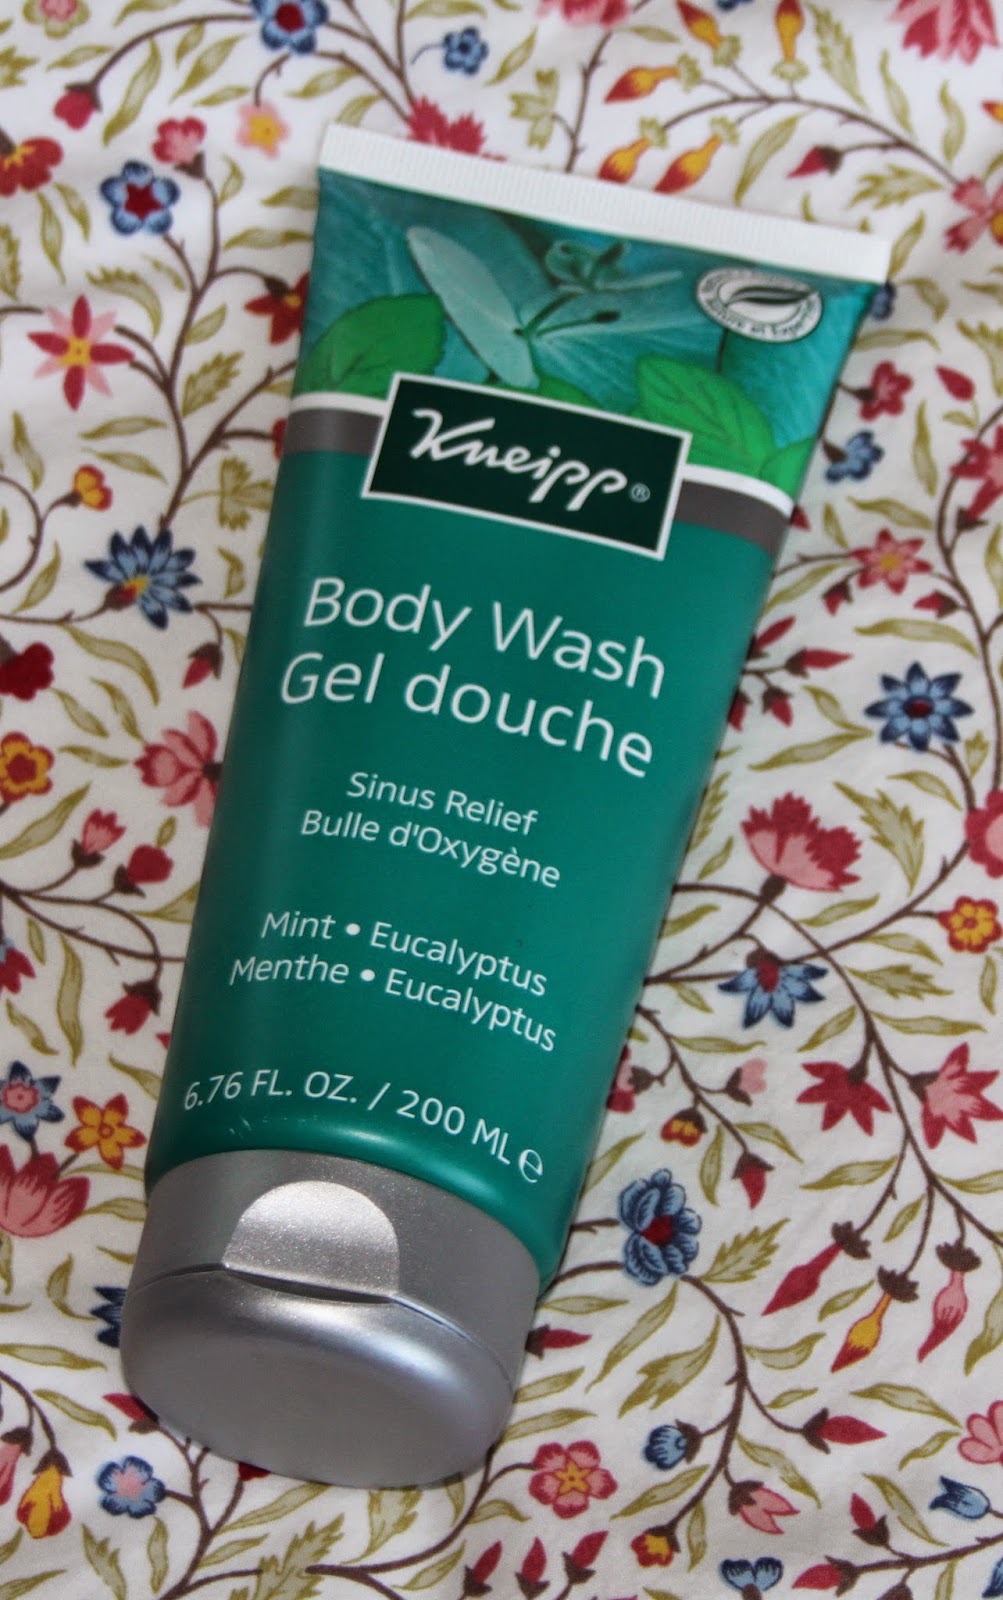 Kneipp®
Body Wash
Gel douche
Sinus Relief
Bulle d'Oxygène
Mint • Eucalyptus
Menthe • Eucalyptus
6.76 FL. OZ. / 200 ML ℮